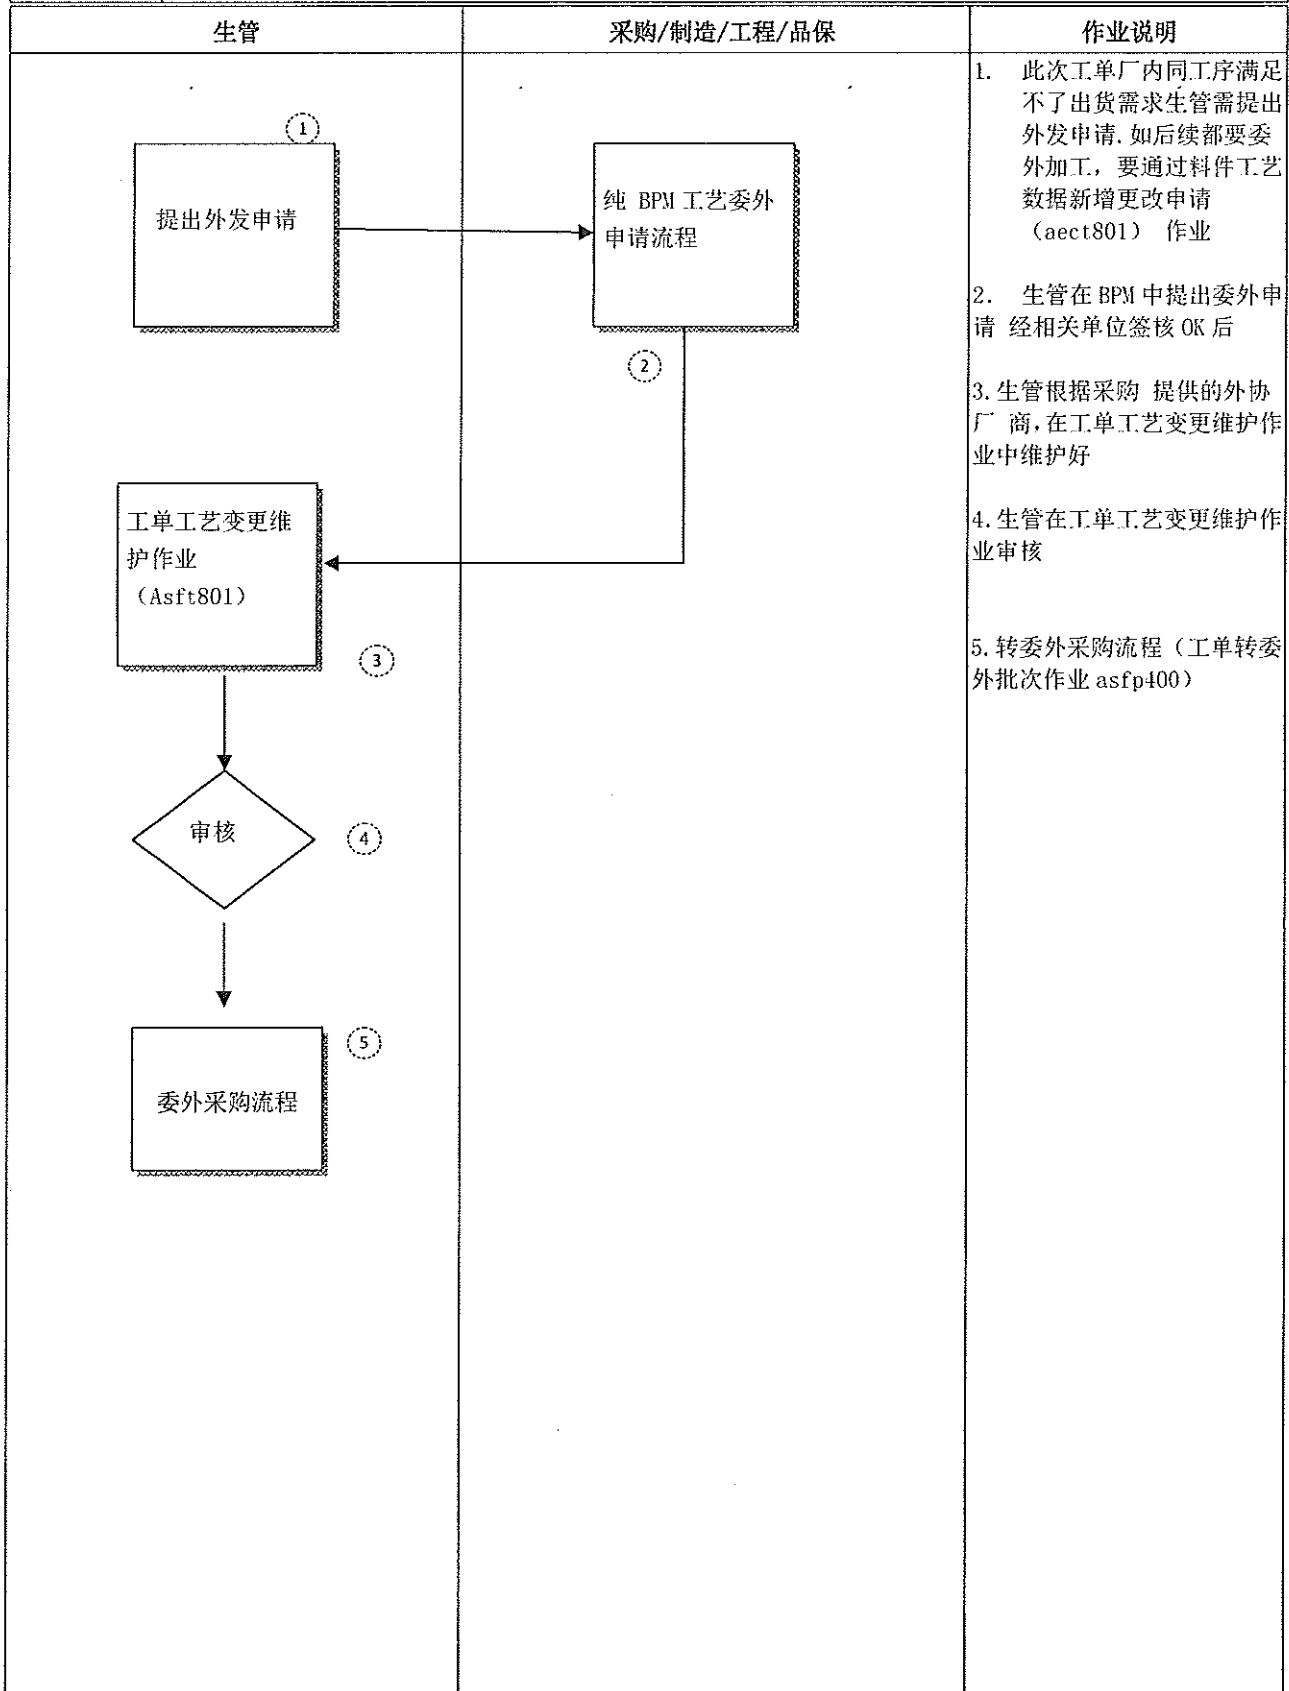 生管
采购/制造/工程/品保
作业说明
①
提出外发申请
纯 BPM 工艺委外
申请流程
②
工单工艺变更维
护作业
（Asft801）
③
审核
④
⑤
委外采购流程
1. 此次工单厂内同工序满足
不了出货需求生管需提出
外发申请.如后续都要委
外加工，要通过料件工艺
数据新增更改申请
（aect801） 作业
2. 生管在 BPM 中提出委外申
请 经相关单位签核 OK 后
3.生管根据采购 提供的外协
厂 商,在工单工艺变更维护作
业中维护好
4.生管在工单工艺变更维护作
业审核
5.转委外采购流程（工单转委
外批次作业 asfp400）